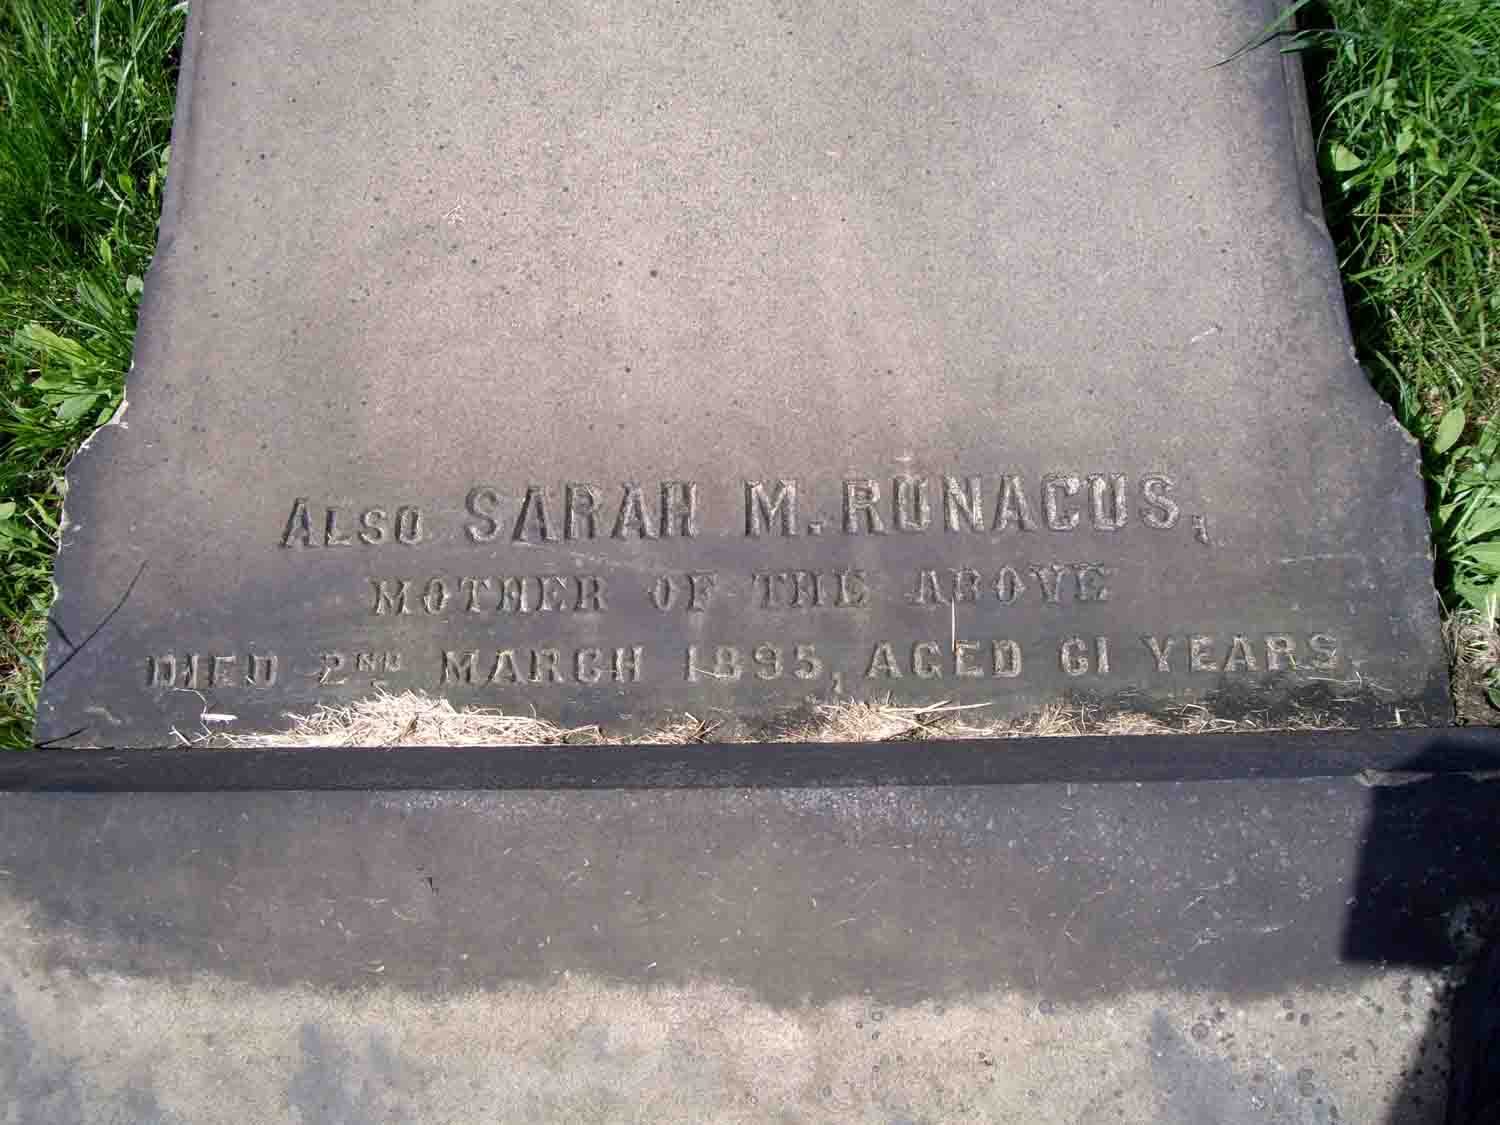 ALSO SARAH M. RONACUS,
MOTHER OF THE ABOVE
DIED 2ND MARCH 1895, AGED 61 YEARS.